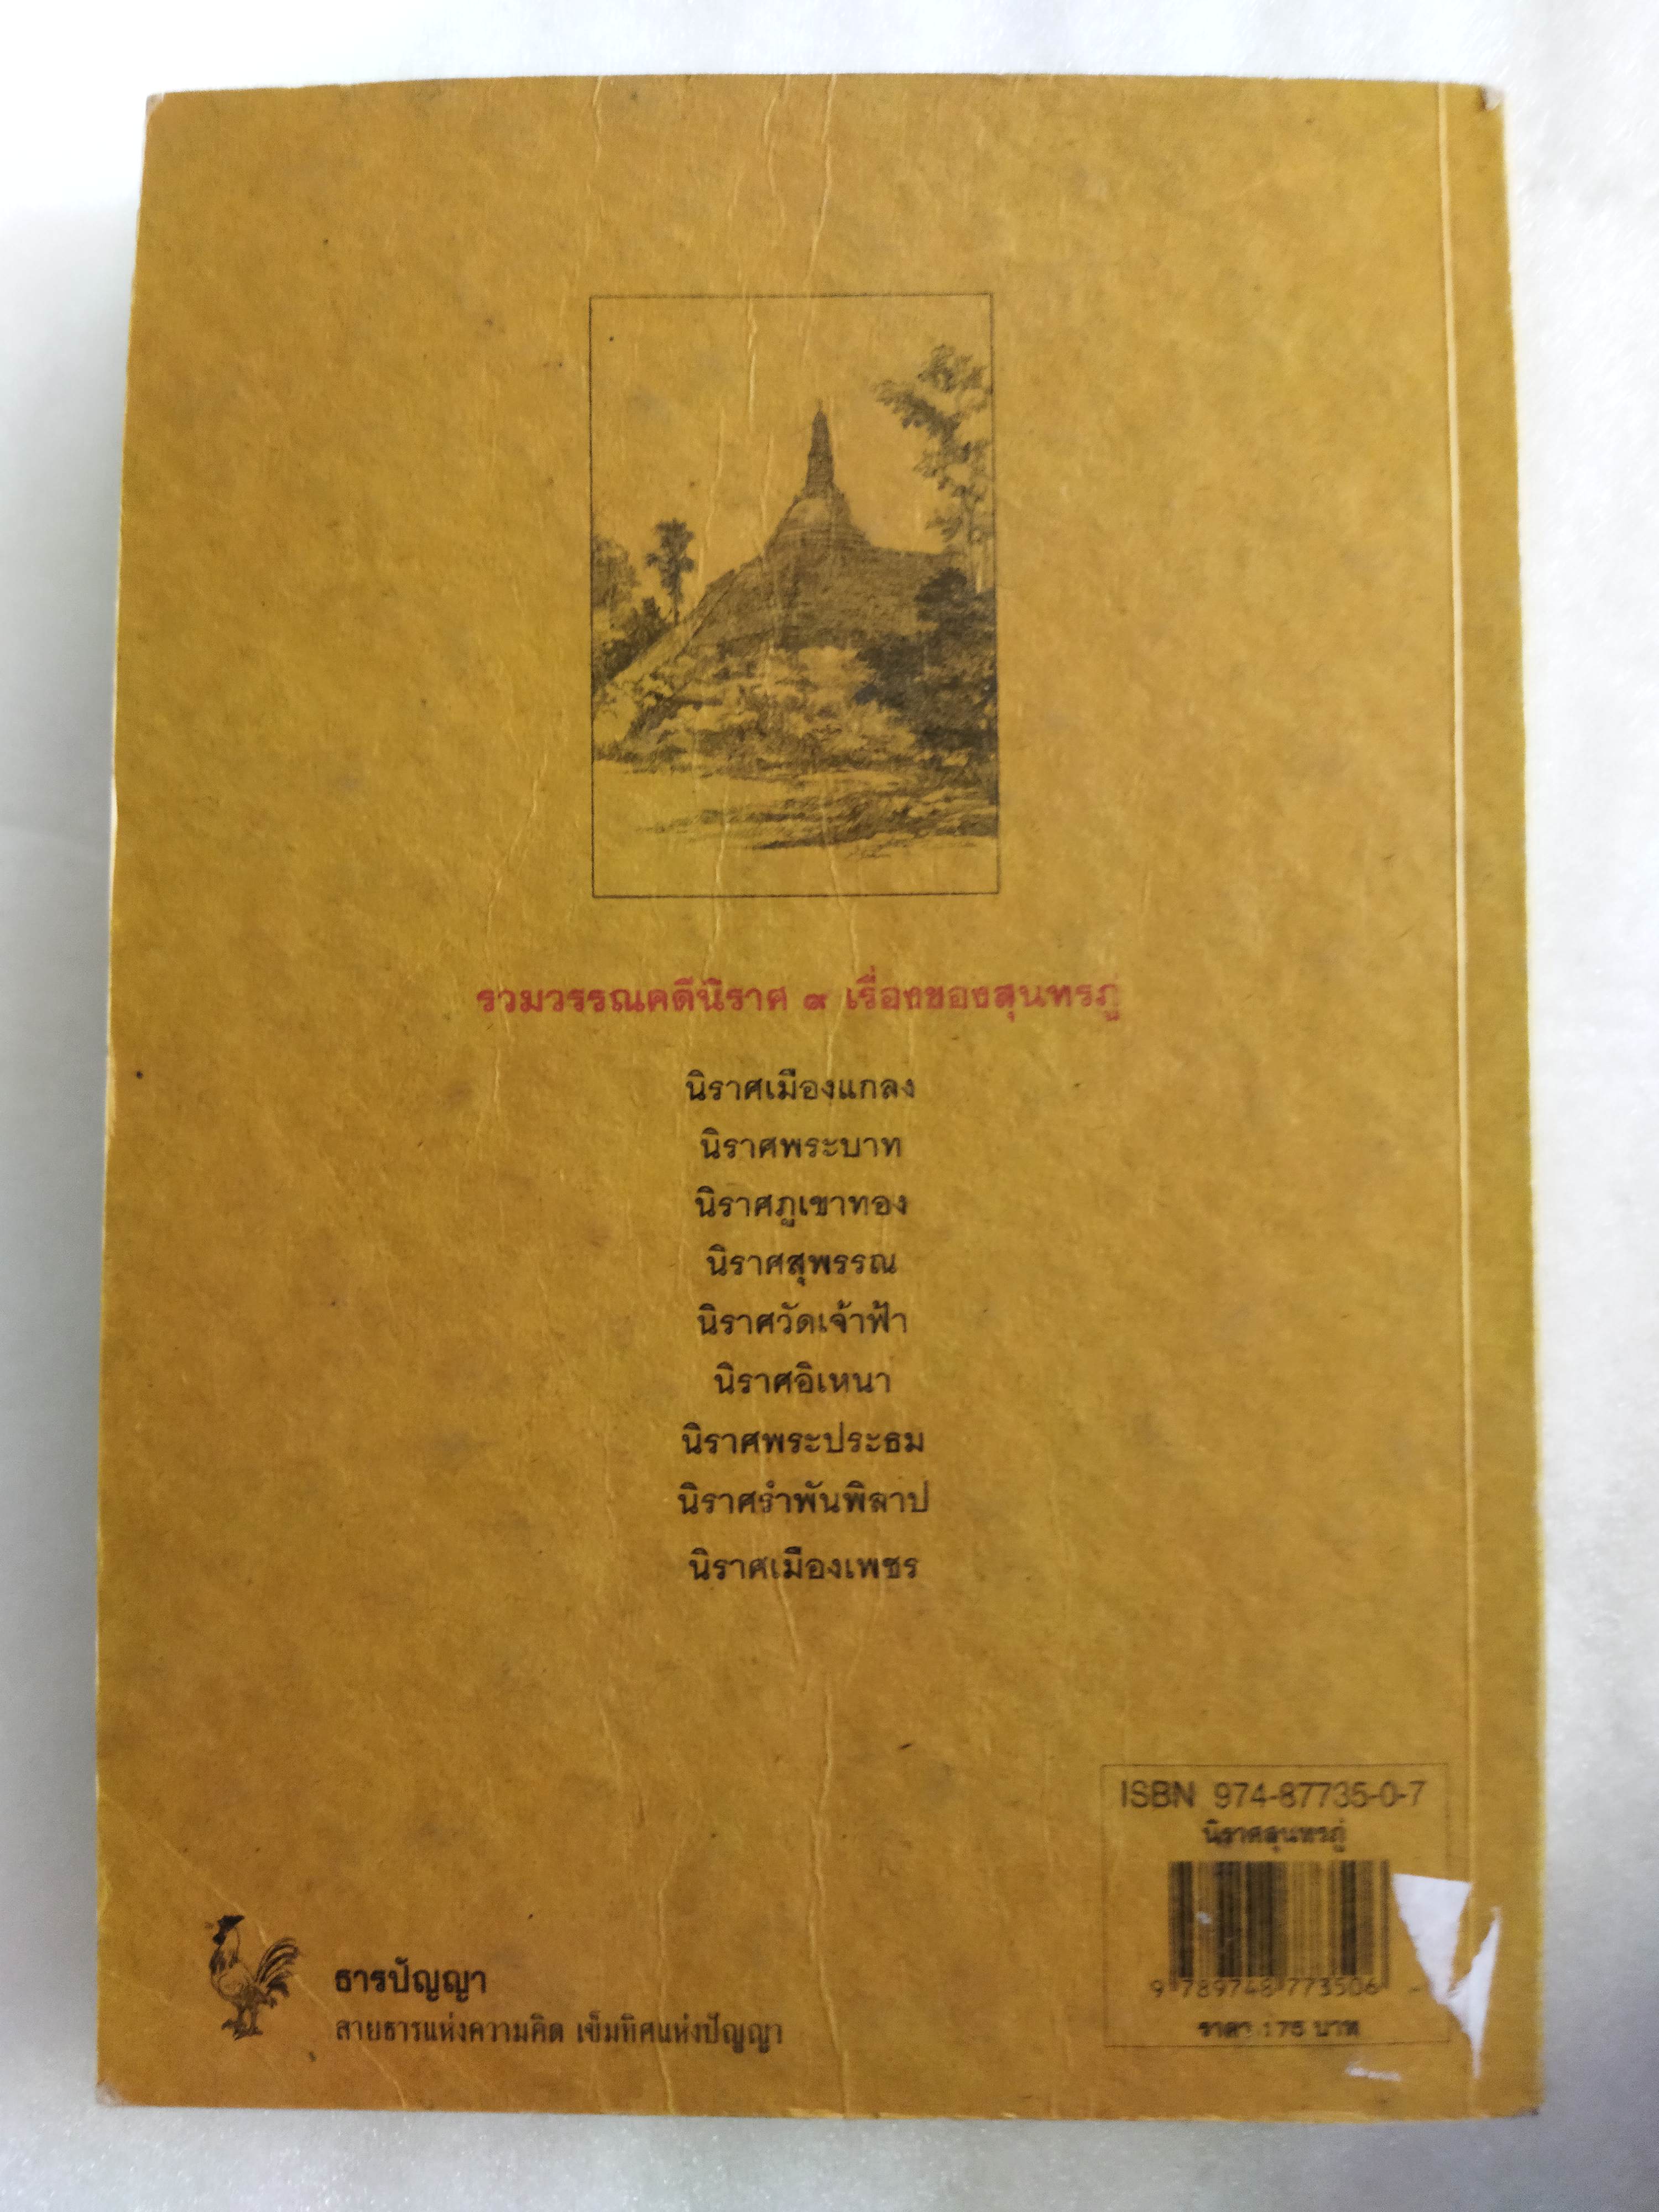 รวมวรรณคดีนิราศ ๙ เรื่องของสุนทรภู่
นิราศเมืองแกลง
นิราศพระบาท
นิราศภูเขาทอง
นิราศสุพรรณ
นิราศวัดเจ้าฟ้า
นิราศอิเหนา
นิราศพระประธม
นิราศรำพันพิลาป
นิราศเมืองเพชร
ISBN 974-87735-0-7
นิราศสุนทรภู่
9 789748 773506
ราคา 175 บาท
ธารปัญญา
สายธารแห่งความคิด เข็มทิศแห่งปัญญา